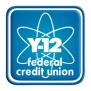 Y-12
federal
credit union